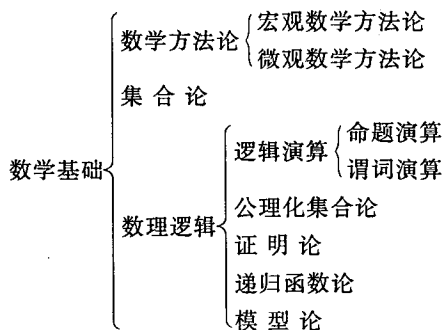 宏观数学方法论
数学方法论
微观数学方法论
集合论
数学基础
命题演算
逻辑演算
谓词演算
公理化集合论
数理逻辑
证明论
递归函数论
模型论